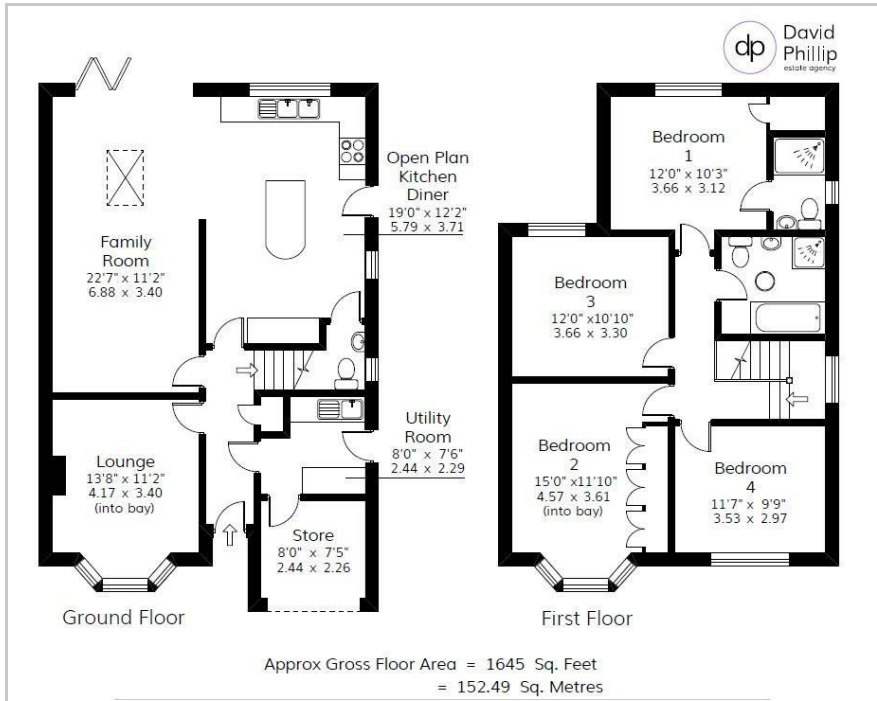 dp
David
Phillip
estate agency
Open Plan
Kitchen
Diner
19'0" x 12'2"
5.79 x 3.71
Family
Room
22'7" x 11'2"
6.88 x 3.40
Utility
Room
8'0" x 7'6"
2.44 x 2.29
Lounge
13'8" x 11'2"
4.17 x 3.40
(into bay)
Store
8'0" x 7'5"
2.44 x 2.26
Ground Floor
Bedroom
1
12'0" x 10'3"
3.66 x 3.12
Bedroom
3
12'0" x10'10"
3.66 x 3.30
Bedroom
2
15'0" x11'10"
4.57 x 3.61
(into bay)
Bedroom
4
11'7" x 9'9"
3.53 x 2.97
First Floor
Approx Gross Floor Area = 1645 Sq. Feet
= 152.49 Sq. Metres